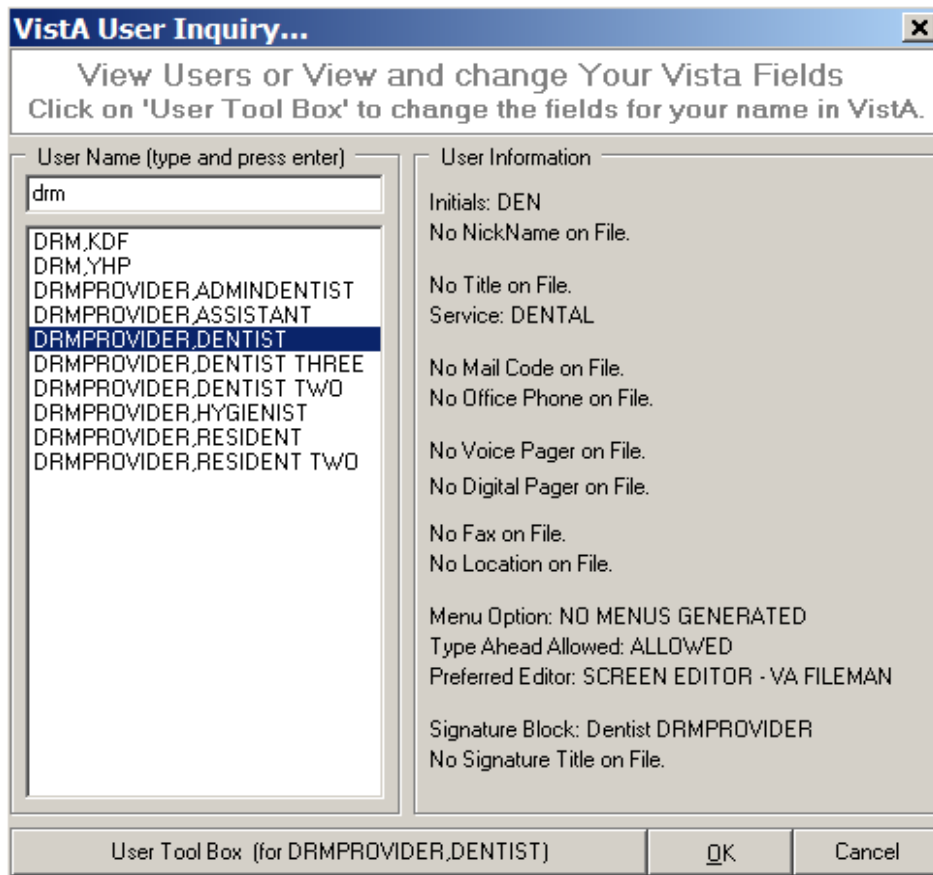 VistA User Inquiry...
View Users or View and change Your Vista Fields
Click on 'User Tool Box' to change the fields for your name in VistA.
User Name (type and press enter)
drm
DRM,KDF
DRM,YHP
DRMPROVIDER,ADMINDENTIST
DRMPROVIDER,ASSISTANT
DRMPROVIDER,DENTIST
DRMPROVIDER,DENTIST THREE
DRMPROVIDER,DENTIST TWO
DRMPROVIDER,HYGIENIST
DRMPROVIDER,RESIDENT
DRMPROVIDER,RESIDENT TWO
User Information
Initials: DEN
No NickName on File.
No Title on File.
Service: DENTAL
No Mail Code on File.
No Office Phone on File.
No Voice Pager on File.
No Digital Pager on File.
No Fax on File.
No Location on File.
Menu Option: NO MENUS GENERATED
Type Ahead Allowed: ALLOWED
Preferred Editor: SCREEN EDITOR - VA FILEMAN
Signature Block: Dentist DRMPROVIDER
No Signature Title on File.
User Tool Box  (for DRMPROVIDER,DENTIST)
OK
Cancel